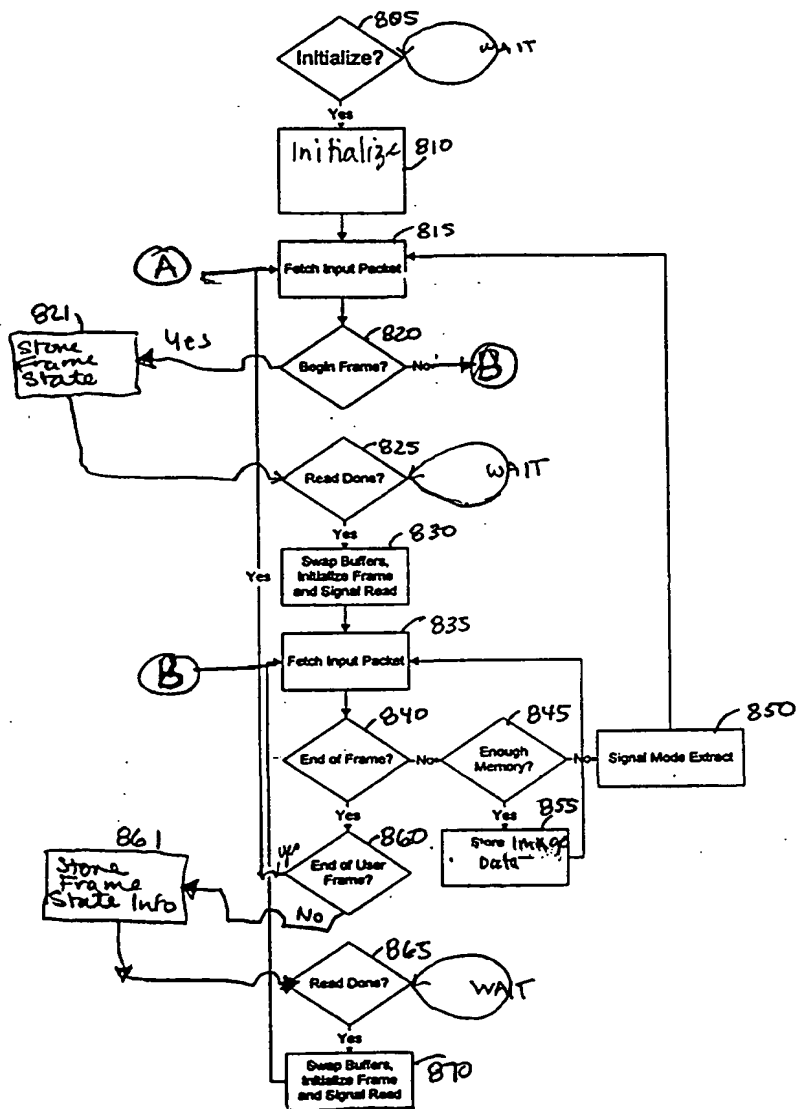 805
Initialize?
WAIT
Yes
Initialize
810
815
Fetch Input Packet
A
821
Store
Frame
State
Yes
820
Begin Frame?
No
B
825
Read Done?
WAIT
Yes
830
Swap Buffers,
Initialize Frame
and Signal Read
Yes
835
Fetch Input Packet
B
840
End of Frame?
No
845
Enough
Memory?
No
850
Signal Mode Extract
Yes
Yes
855
Store Image
Data
861
Store
Frame
State Info
860
End of User
Frame?
yes
No
865
Read Done?
WAIT
Yes
Swap Buffers,
Initialize Frame
and Signal Read
870